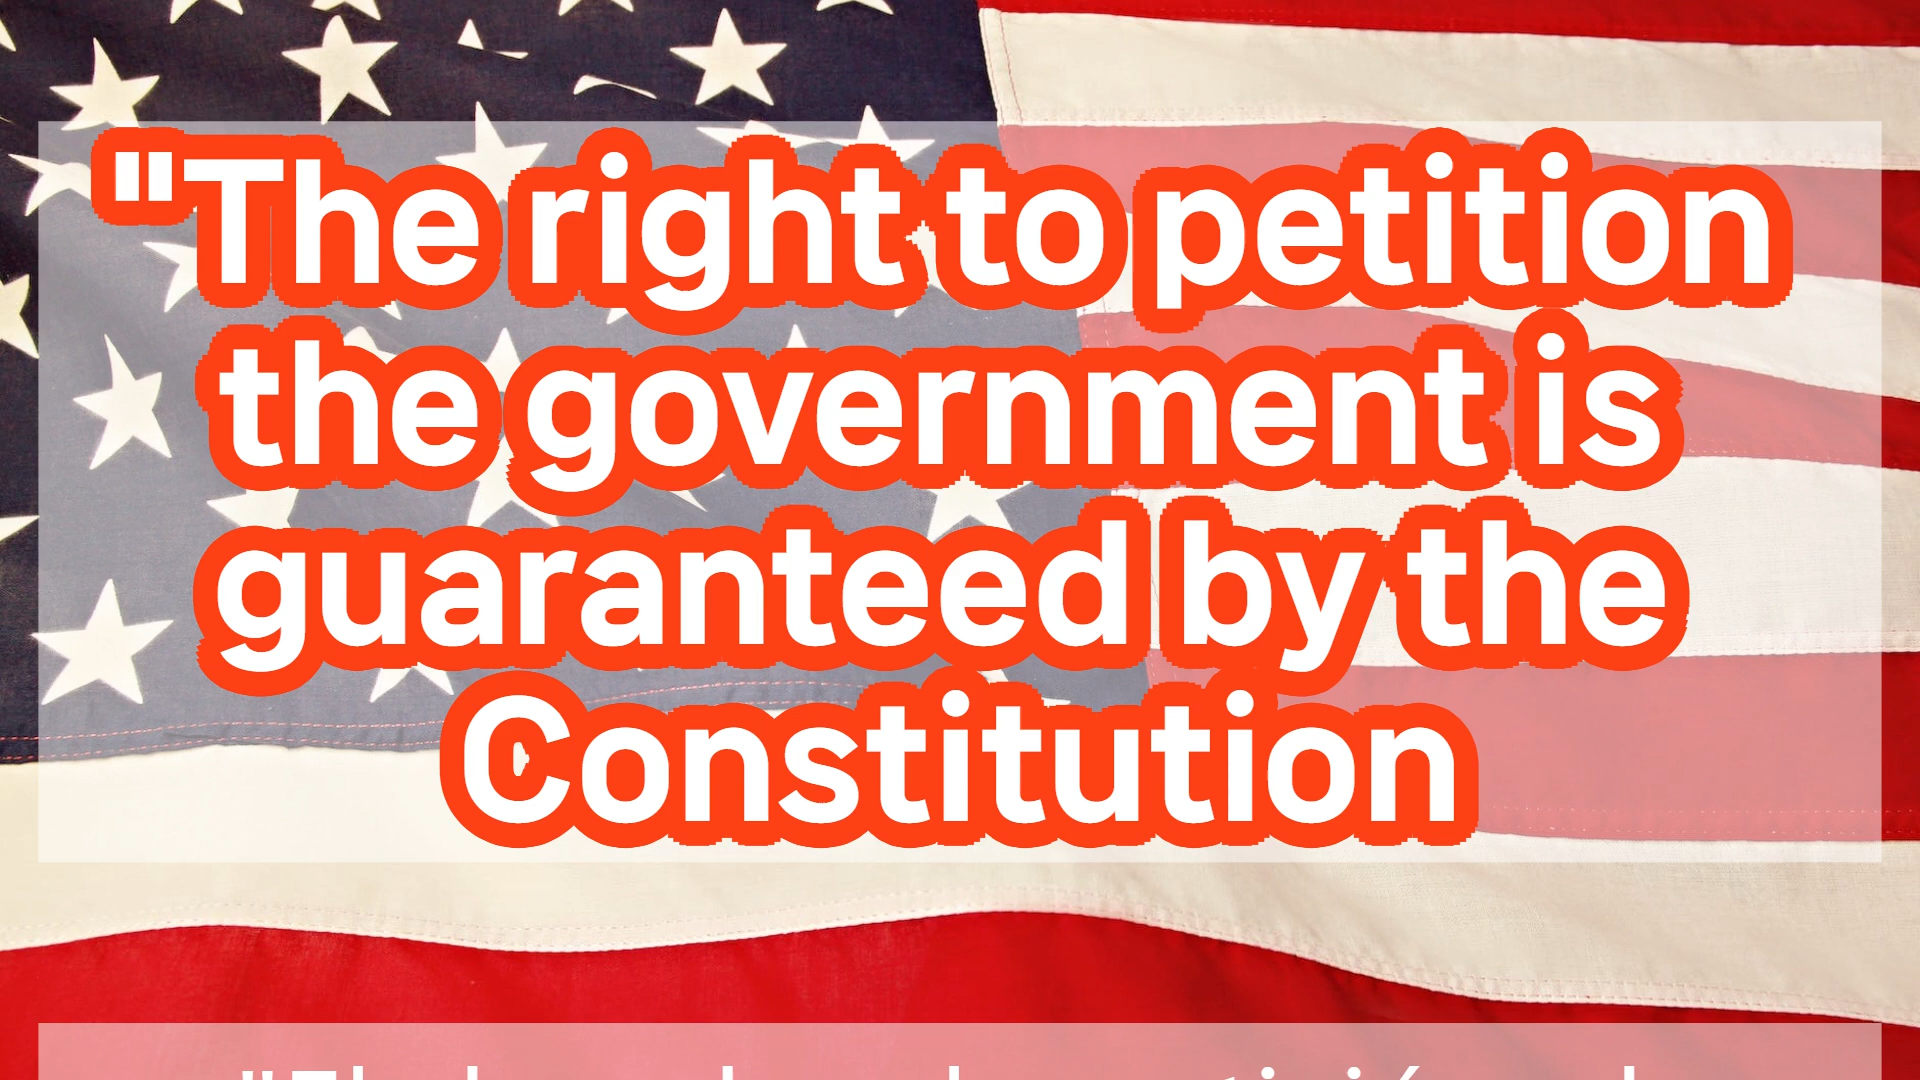 "The right to petition
the government is
guaranteed by the
Constitution